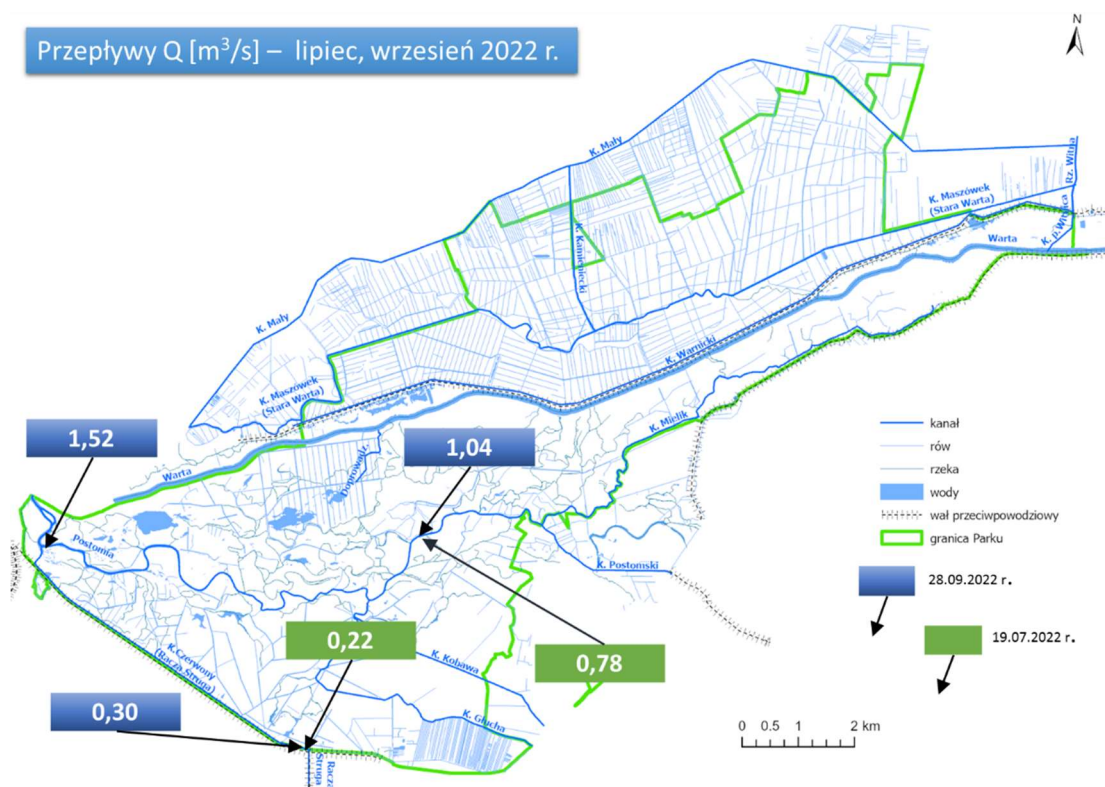 Przepływy Q [m³/s] – lipiec, wrzesień 2022 r.
N
K. Mały
Rz. Witna
K. Maszówek
(Stara Warta)
K. p. Witnica
Warta
K. Kamieniecki
K. Mały
K. Warnicki
K. Maszówek
(Stara Warta)
K. Mielik
1,52
1,04
Doprowadz.
Warta
kanał
rów
rzeka
wody
wał przeciwpowodziowy
granica Parku
Postomia
K. Postomski
28.09.2022 r.
19.07.2022 r.
0,22
0,78
K.Czerwony
(Racza Struga)
K. Kobawa
0,30
K. Głucha
Racza
Struga
0 0.5 1 2 km